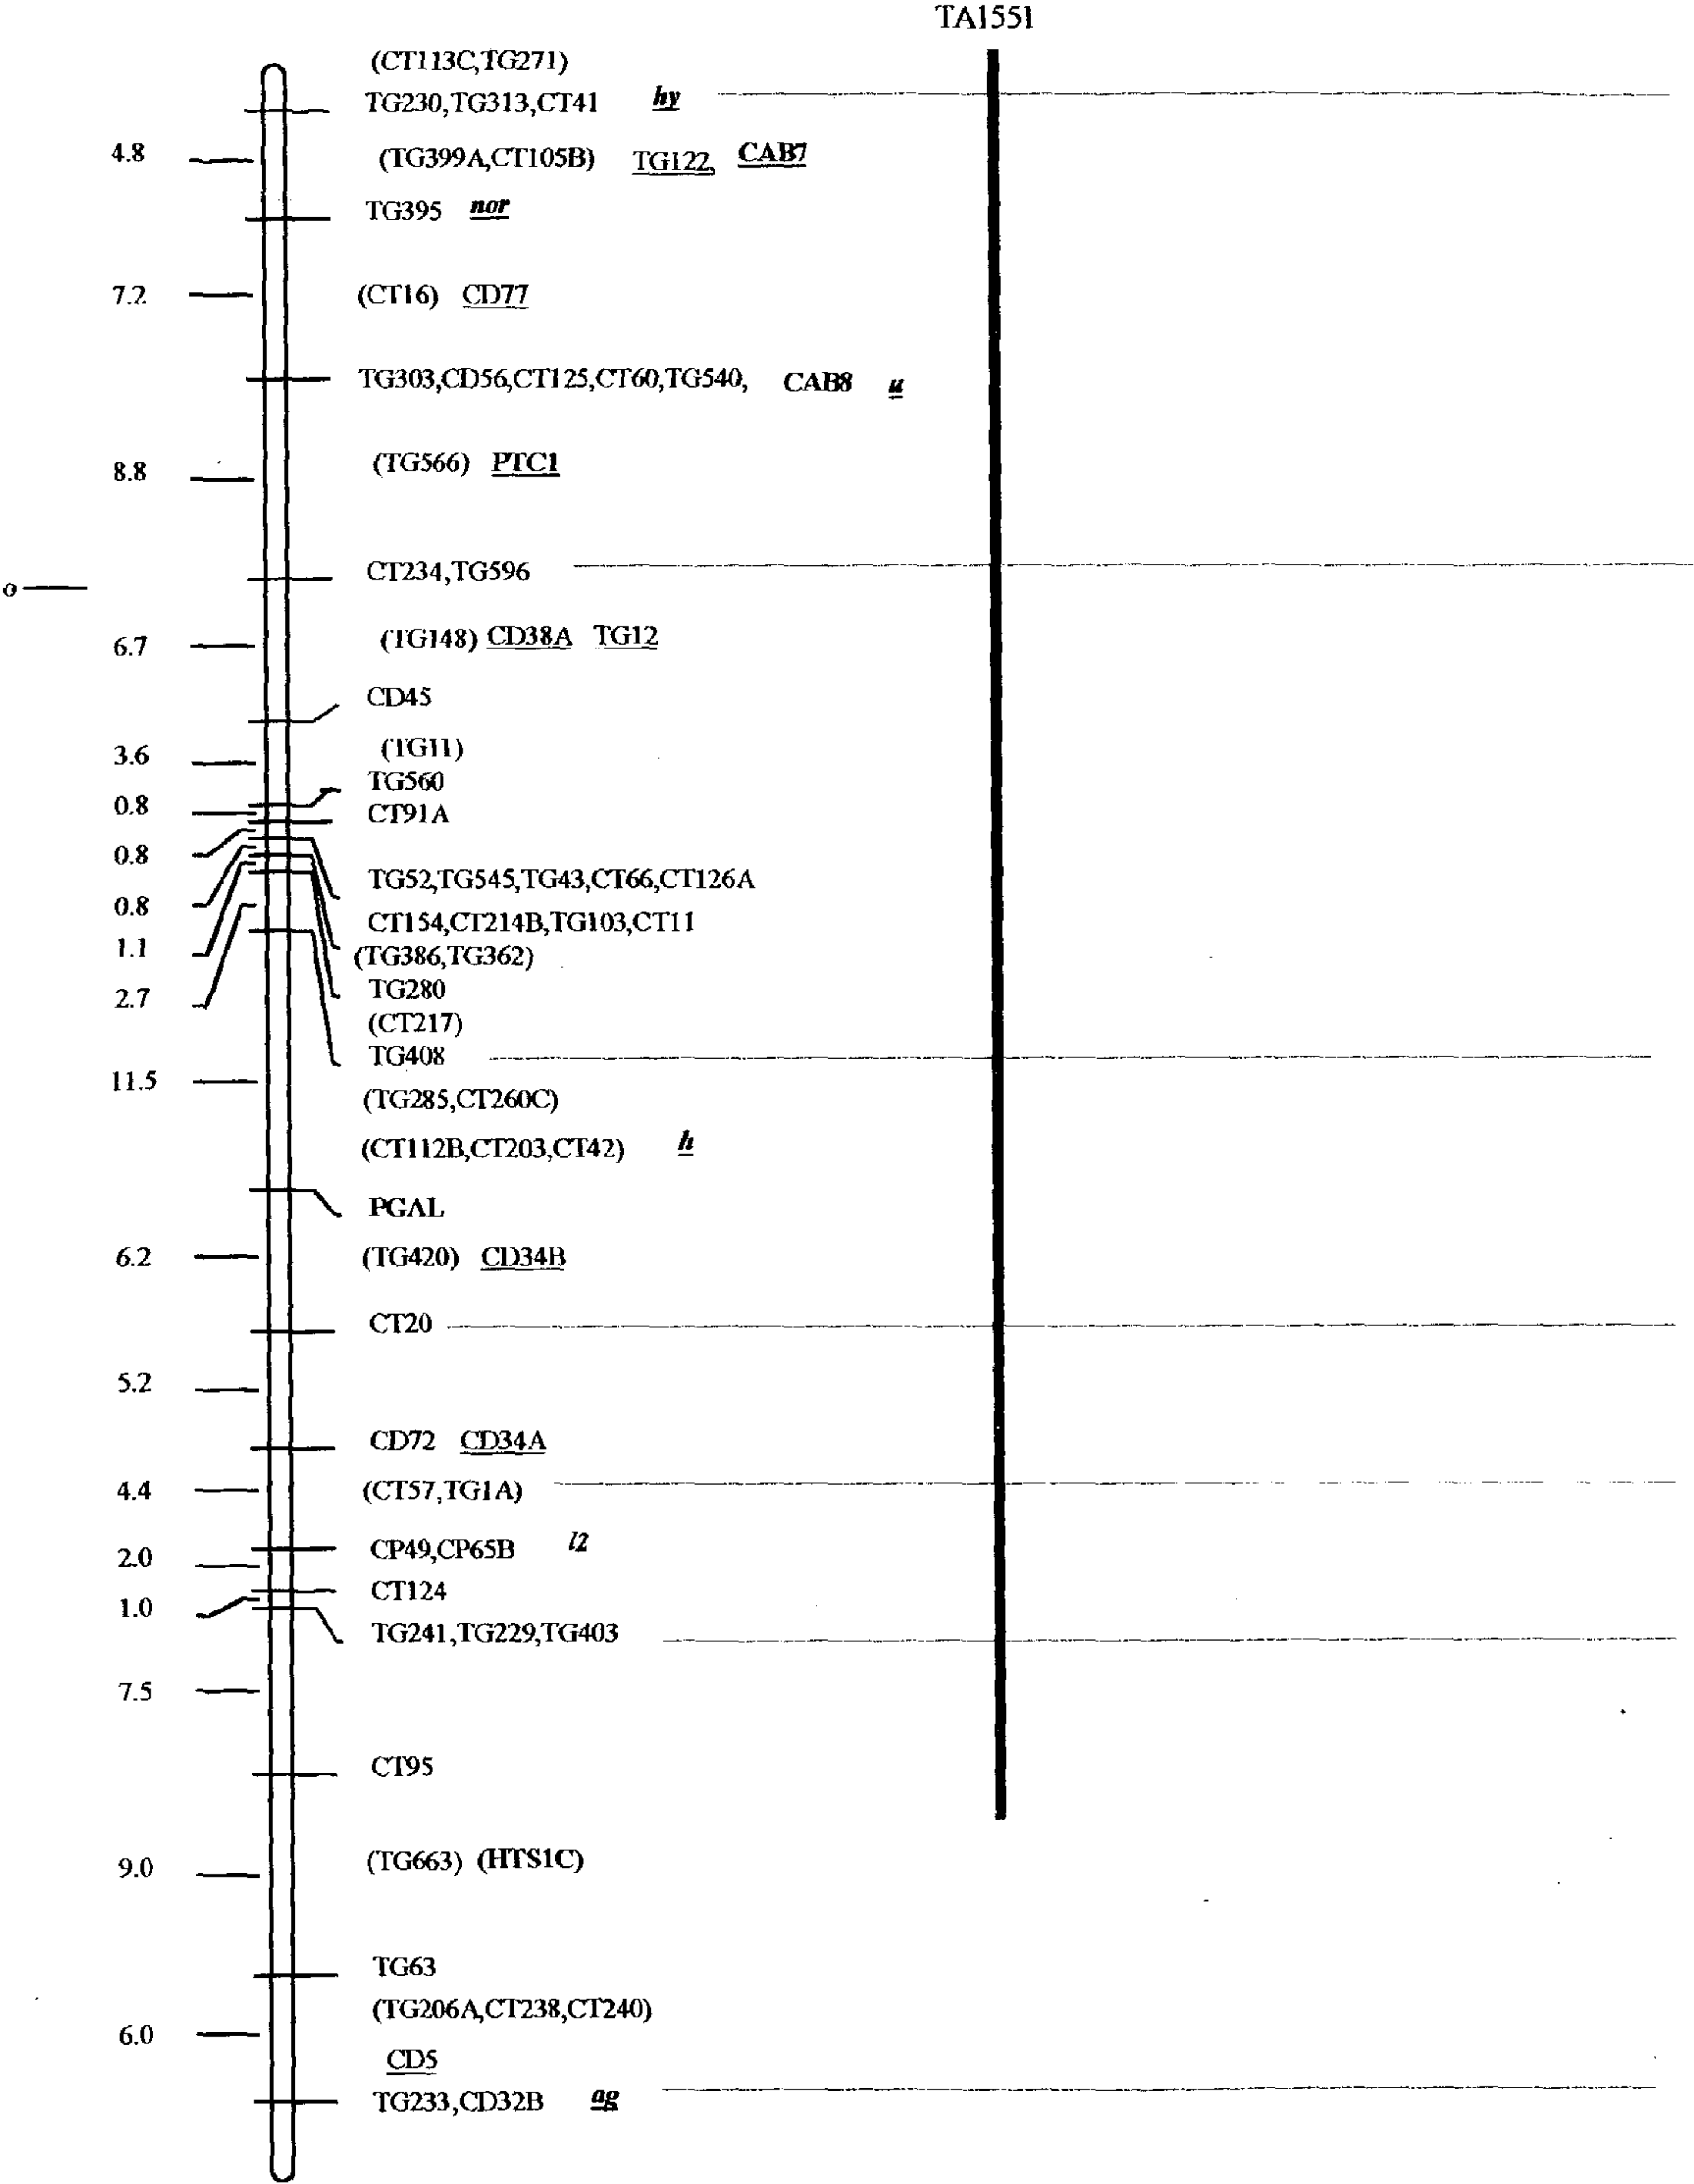 TA1551
(CT113C,TG271)
TG230,TG313,CT41 hy
4.8 (TG399A,CT105B) TG122, CAB7
TG395 nor
7.2 (CT16) CD77
TG303,CD56,CT125,CT60,TG540, CAB8 u
8.8 (TG566) PTC1
CT234,TG596
o
6.7 (TG148) CD38A TG12
CD45
3.6 (TG11)
TG560
0.8 CT91A
0.8
TG52,TG545,TG43,CT66,CT126A
0.8 CT154,CT214B,TG103,CT11
1.1 (TG386,TG362)
2.7 TG280
(CT217)
TG408
11.5 (TG285,CT260C)
(CT112B,CT203,CT42) h
PGAL
6.2 (TG420) CD34B
CT20
5.2
CD72 CD34A
4.4 (CT57,TG1A)
2.0 CP49,CP65B l2
CT124
1.0 TG241,TG229,TG403
7.5
CT95
9.0 (TG663) (HTS1C)
TG63
(TG206A,CT238,CT240)
6.0
CD5
TG233,CD32B ag